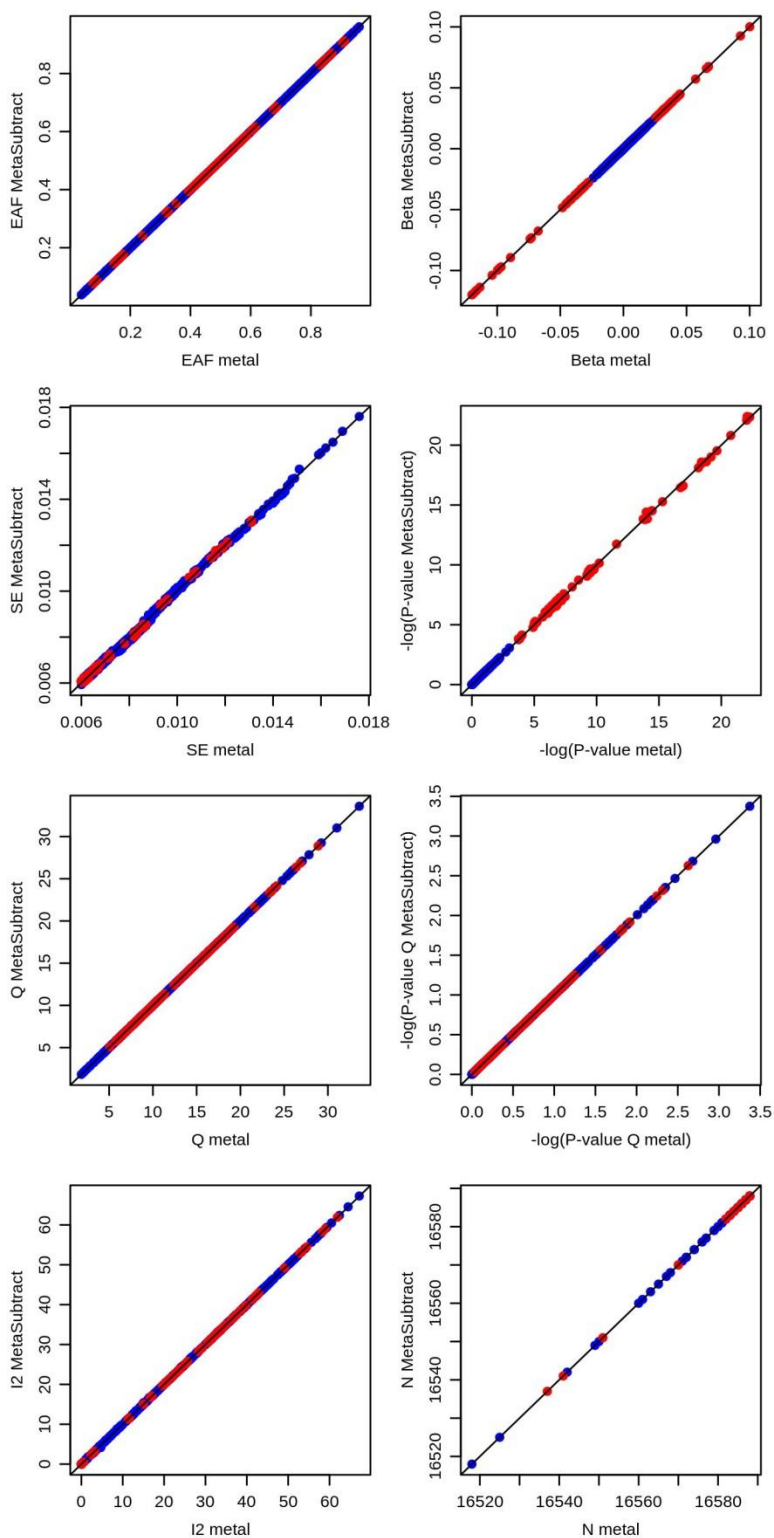 EAF MetaSubtract
0.2 0.4 0.6 0.8
0.2 0.4 0.6 0.8
EAF metal
Beta MetaSubtract
-0.10 -0.05 0.00 0.05 0.10
-0.10 -0.05 0.00 0.05 0.10
Beta metal
SE MetaSubtract
0.006 0.010 0.014 0.018
0.006 0.010 0.014 0.018
SE metal
-log(P-value MetaSubtract)
0 5 10 15 20
0 5 10 15 20
-log(P-value metal)
Q MetaSubtract
5 10 15 20 25 30
5 10 15 20 25 30
Q metal
-log(P-value Q MetaSubtract)
0.0 0.5 1.0 1.5 2.0 2.5 3.0 3.5
0.0 0.5 1.0 1.5 2.0 2.5 3.0 3.5
-log(P-value Q metal)
I2 MetaSubtract
0 10 20 30 40 50 60
0 10 20 30 40 50 60
I2 metal
N MetaSubtract
16520 16540 16560 16580
16520 16540 16560 16580
N metal